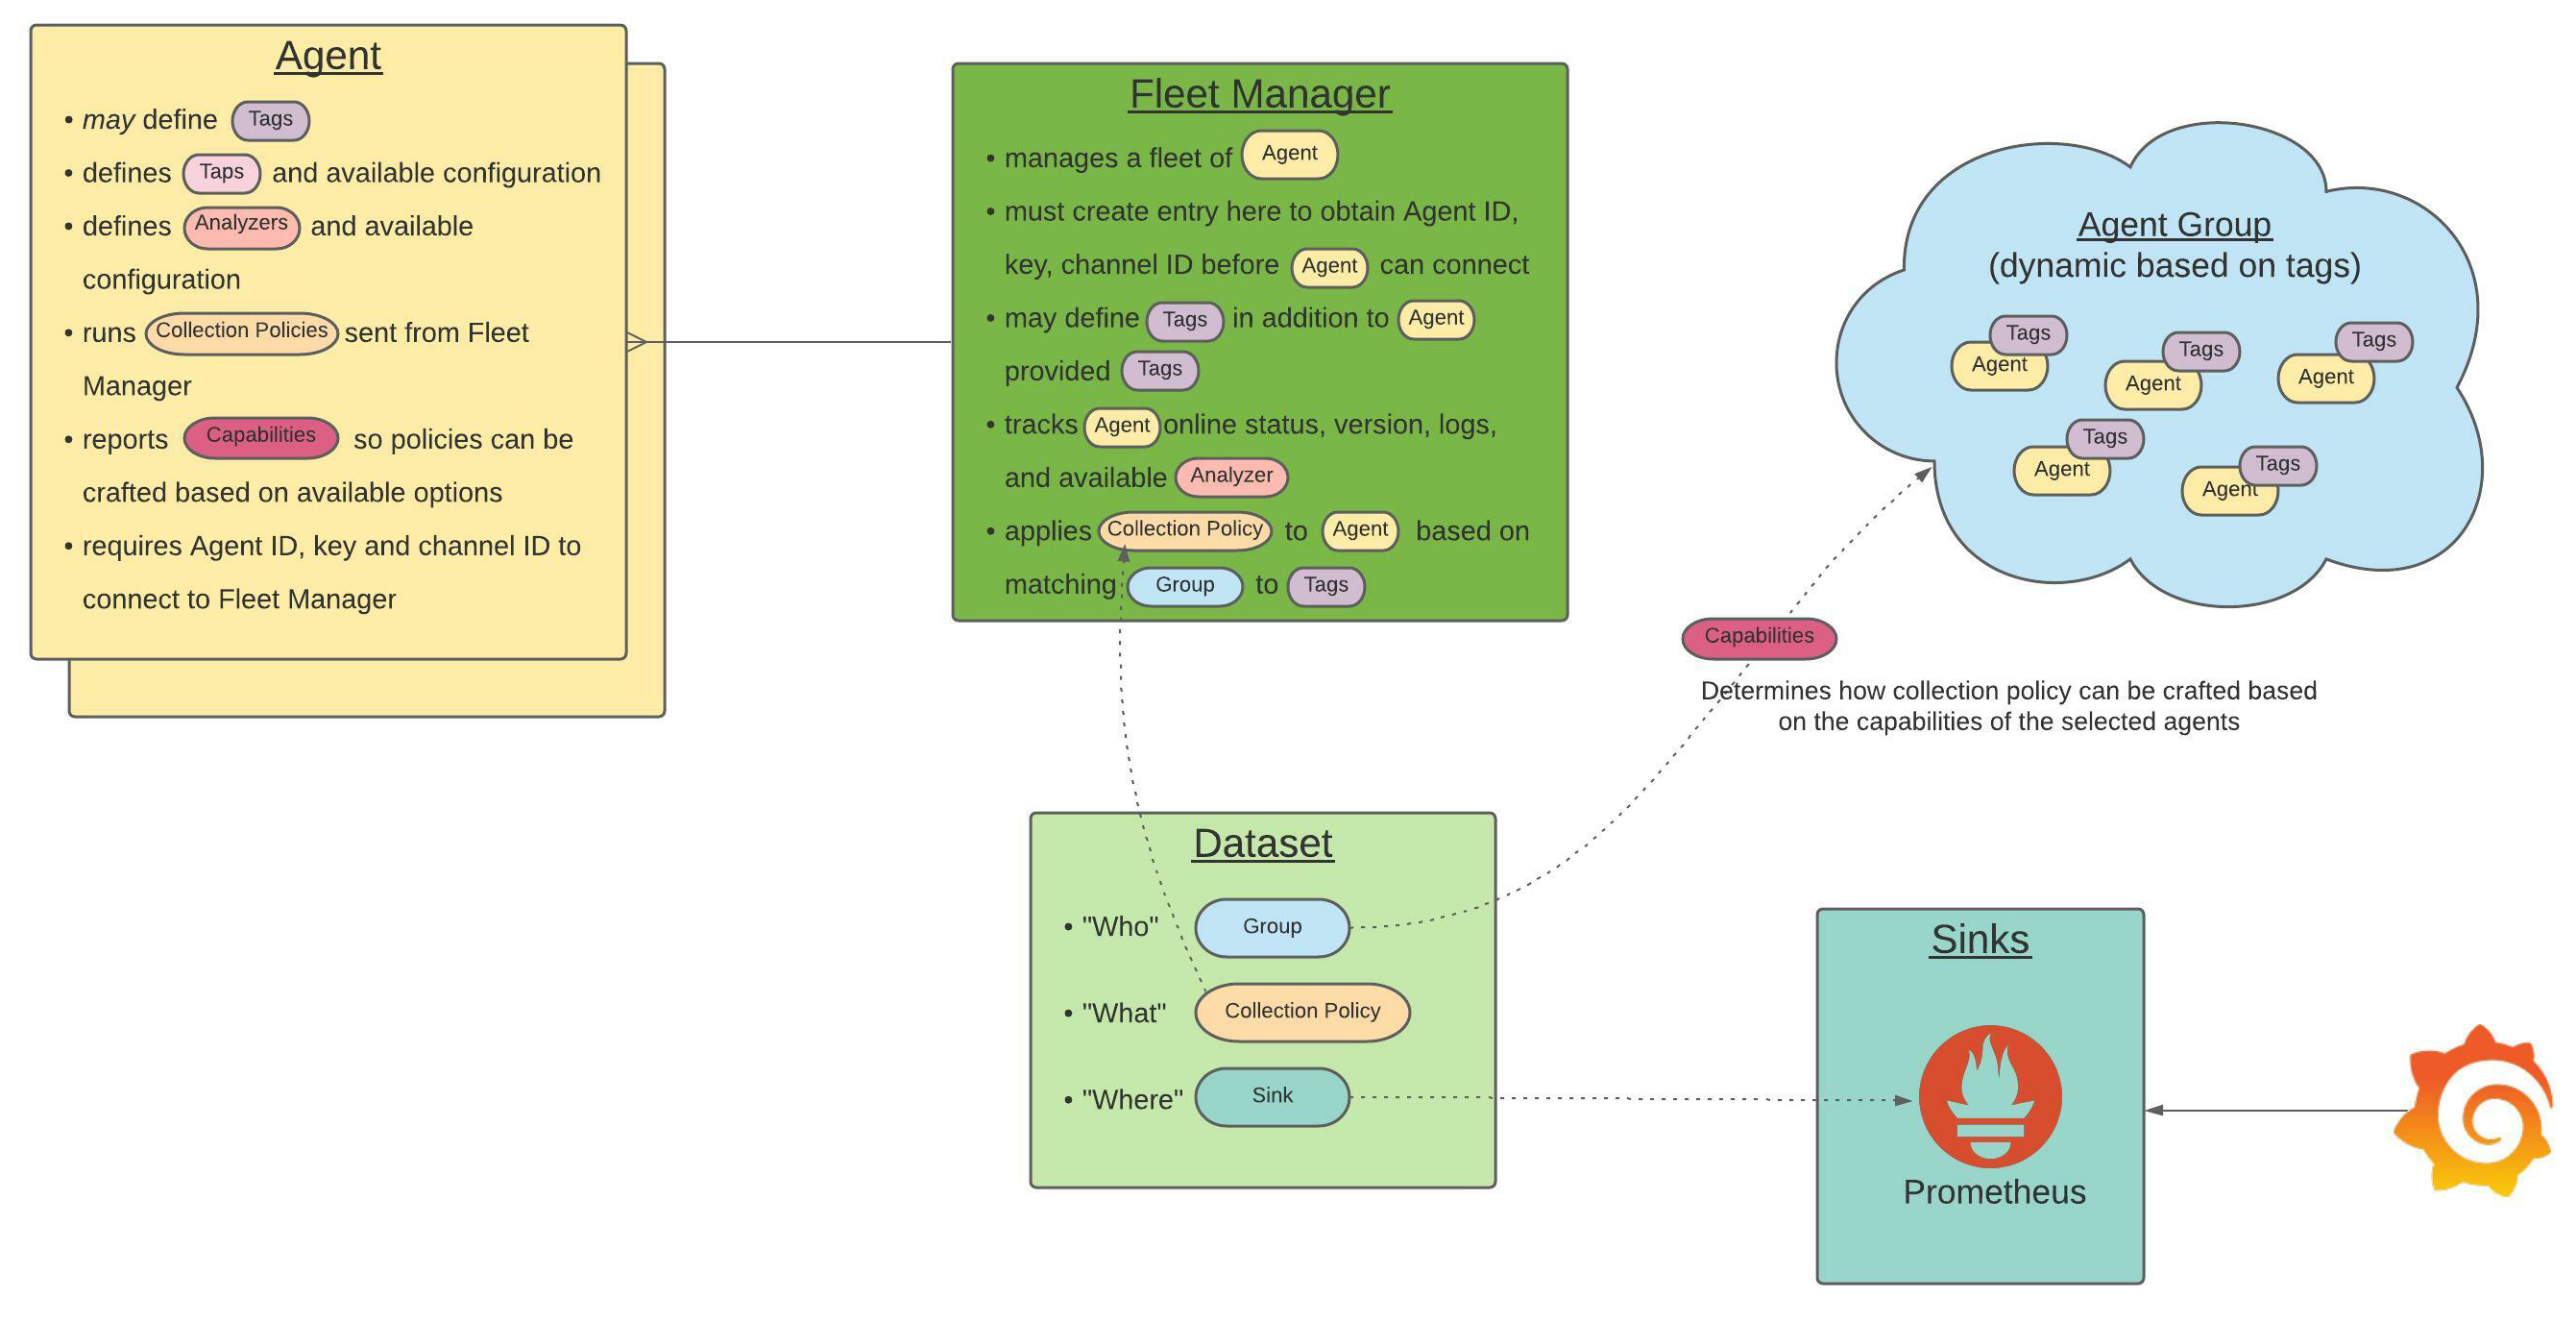 Agent
• may define Tags
• defines Taps and available configuration
• defines Analyzers and available
configuration
• runs Collection Policies sent from Fleet
Manager
• reports Capabilities so policies can be
crafted based on available options
• requires Agent ID, key and channel ID to
connect to Fleet Manager
Fleet Manager
• manages a fleet of Agent
• must create entry here to obtain Agent ID,
key, channel ID before Agent can connect
• may define Tags in addition to Agent
provided Tags
• tracks Agent online status, version, logs,
and available Analyzer
• applies Collection Policy to Agent based on
matching Group to Tags
Agent Group
(dynamic based on tags)
Tags
Agent
Tags
Agent
Tags
Agent
Tags
Agent
Tags
Agent
Capabilities
Determines how collection policy can be crafted based
on the capabilities of the selected agents
Dataset
• "Who" Group
• "What" Collection Policy
• "Where" Sink
Sinks
Prometheus